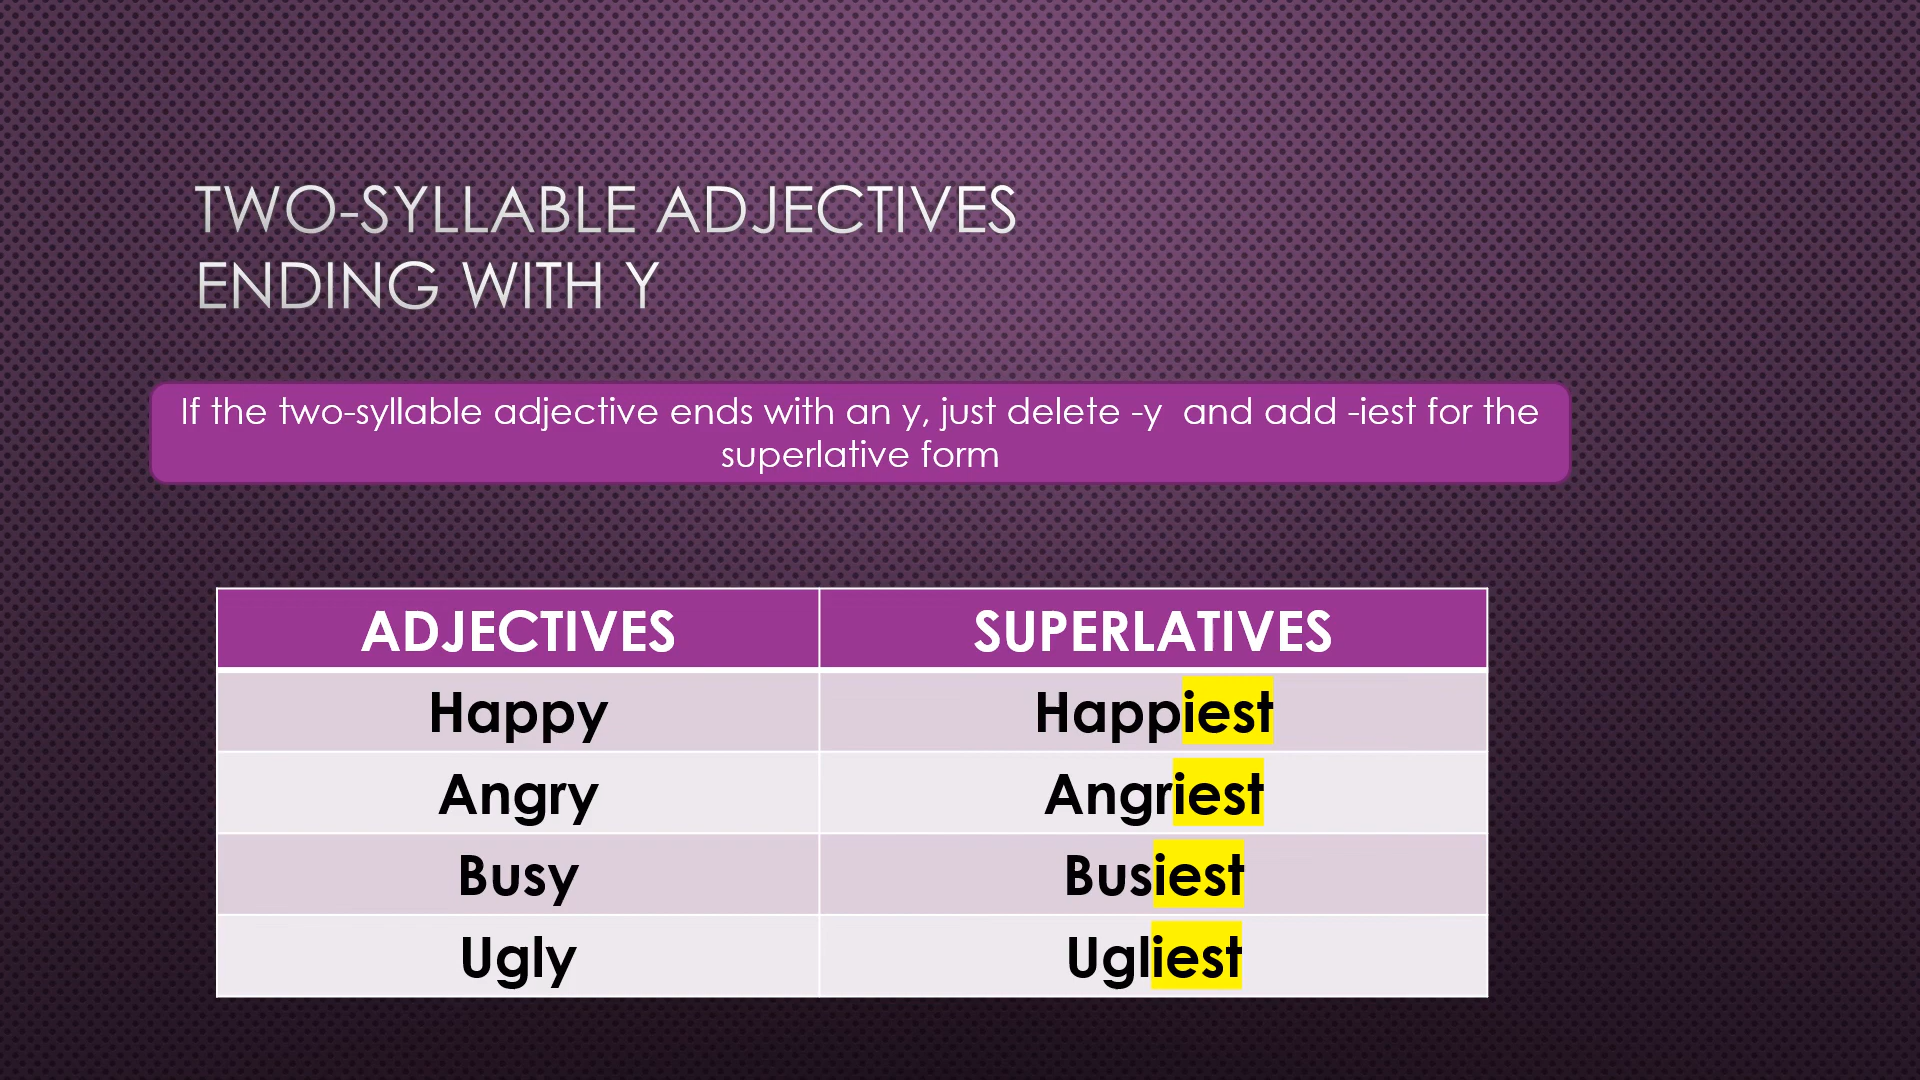 TWO-SYLLABLE ADJECTIVES
ENDING WITH Y
If the two-syllable adjective ends with an y, just delete -y  and add -iest for the
superlative form
ADJECTIVES SUPERLATIVES
Happy Happiest
Angry Angriest
Busy Busiest
Ugly Ugliest